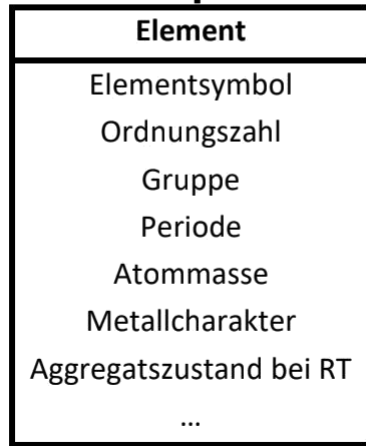 Element
Elementsymbol
Ordnungszahl
Gruppe
Periode
Atommasse
Metallcharakter
Aggregatszustand bei RT
...